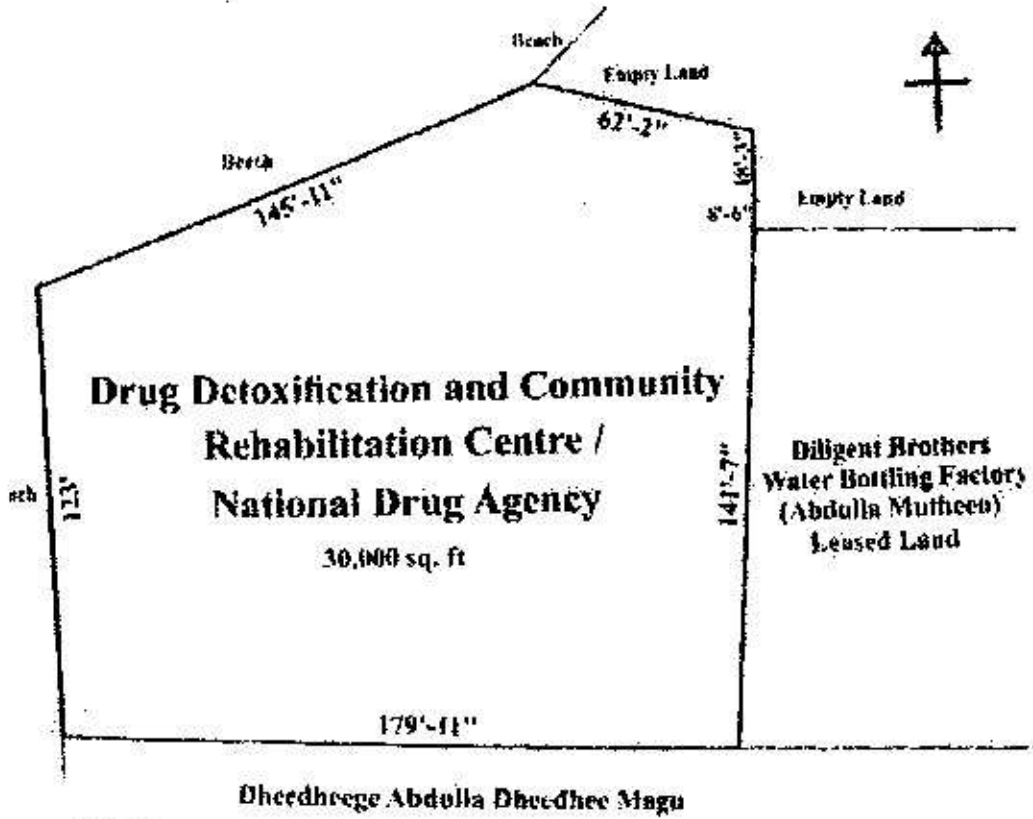 Beach
Empty Land
62'-2"
Beach
145'-11"
8'-6"
Empty Land
Drug Detoxification and Community
Rehabilitation Centre /
National Drug Agency
30,000 sq. ft
123'
141'-7"
Diligent Brothers
Water Bottling Factory
(Abdulla Mutheeu)
Leased Land
179'-11"
Dheedheege Abdulla Dheedhee Magu